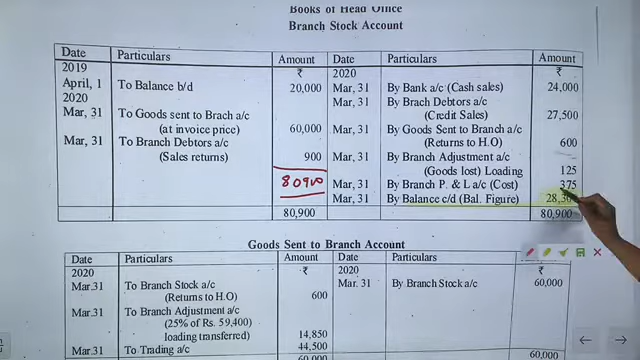 Books of Head Office
Branch Stock Account
Date Particulars Amount Date Particulars Amount
2019 ₹ 2020 ₹
April, 1 To Balance b/d 20,000 Mar, 31 By Bank a/c (Cash sales) 24,000
2020 Mar, 31 By Brach Debtors a/c
Mar, 31 To Goods sent to Brach a/c (Credit Sales) 27,500
(at invoice price) 60,000 Mar, 31 By Goods Sent to Branch a/c
Mar, 31 To Branch Debtors a/c (Returns to H.O) 600
(Sales returns) 900 Mar, 31 By Branch Adjustment a/c
(Goods lost) Loading 125
80900 Mar, 31 By Branch P. & L a/c (Cost) 375
Mar, 31 By Balance c/d (Bal. Figure) 28,30
80,900 80,900
Goods Sent to Branch Account
Date Particulars Amount Date Particulars Amount
2020 ₹ 2020 ₹
Mar.31 To Branch Stock a/c Mar, 31 By Branch Stock a/c 60,000
(Returns to H.O) 600
Mar.31 To Branch Adjustment a/c
(25% of Rs. 59,400)
loading transferred) 14,850
Mar.31 To Trading a/c 44,500
60,000 60,000